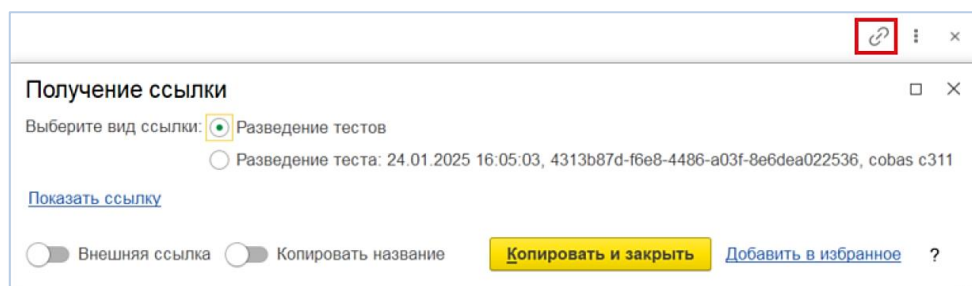 Получение ссылки
Выберите вид ссылки: Разведение тестов
Разведение теста: 24.01.2025 16:05:03, 4313b87d-f6e8-4486-a03f-8e6dea022536, cobas c311
Показать ссылку
Внешняя ссылка Копировать название Копировать и закрыть Добавить в избранное ?